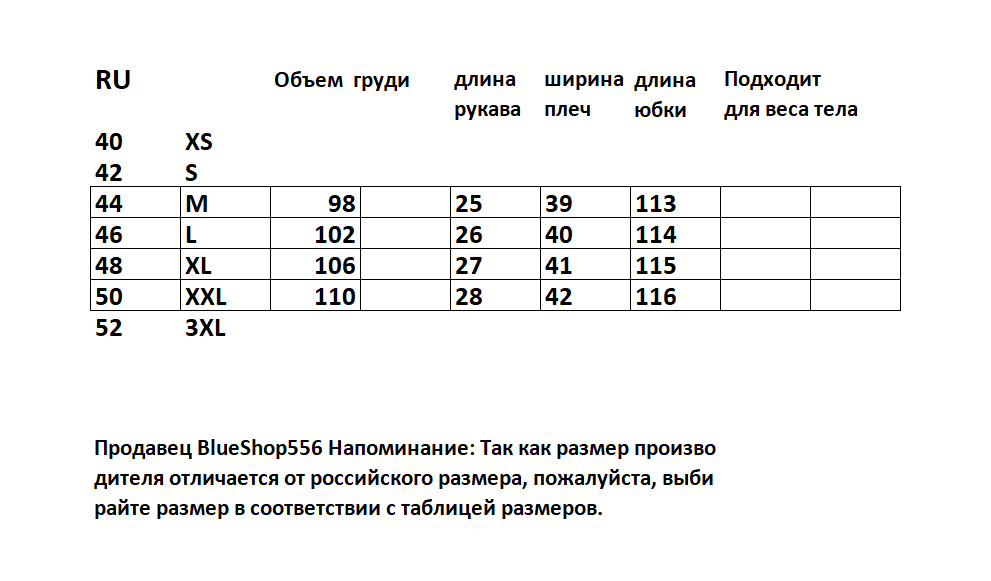 RU Объем груди длина рукава ширина плеч длина юбки Подходит для веса тела
40 XS
42 S
44 M 98 25 39 113
46 L 102 26 40 114
48 XL 106 27 41 115
50 XXL 110 28 42 116
52 3XL
Продавец BlueShop556 Напоминание: Так как размер произво
дителя отличается от российского размера, пожалуйста, выби
райте размер в соответствии с таблицей размеров.